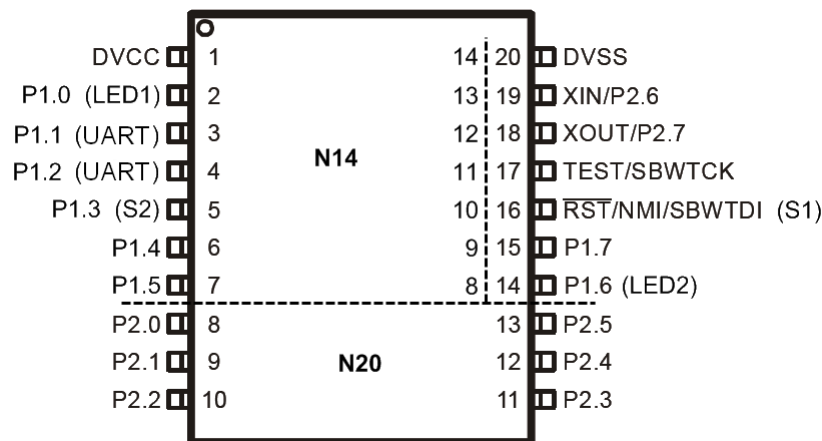 DVCC 1 14 20 DVSS
P1.0 (LED1) 2 13 19 XIN/P2.6
P1.1 (UART) 3 12 18 XOUT/P2.7
P1.2 (UART) 4 11 17 TEST/SBWTCK
N14
P1.3 (S2) 5 10 16 RST/NMI/SBWTDI (S1)
P1.4 6 9 15 P1.7
P1.5 7 8 14 P1.6 (LED2)
P2.0 8 13 P2.5
P2.1 9 N20 12 P2.4
P2.2 10 11 P2.3